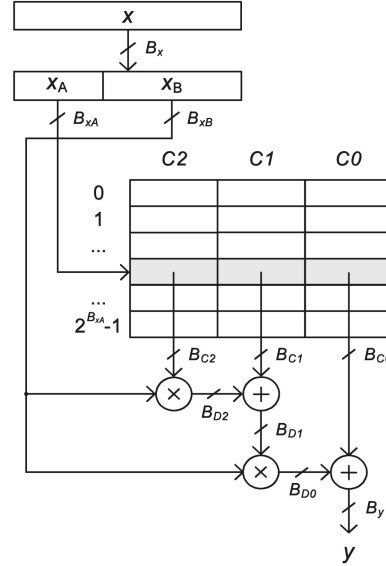 x
B_x
x_A x_B
B_xA B_xB
C2 C1 C0
0
1
...
...
2^B_xA-1
B_C2 B_C1 B_C0
× B_D2 +
B_D1
× B_D0 +
B_y
y